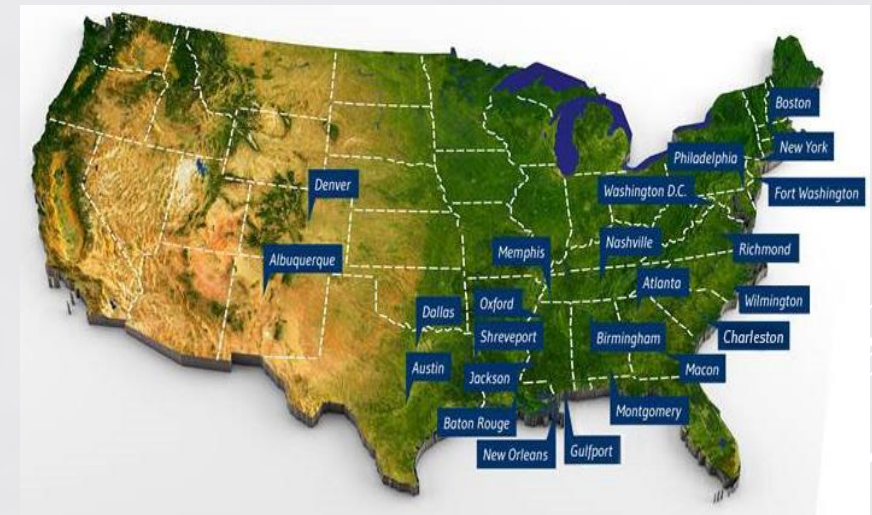 Boston
New York
Philadelphia
Denver
Washington D.C.
Fort Washington
Nashville
Richmond
Memphis
Albuquerque
Atlanta
Wilmington
Oxford
Dallas
Shreveport
Birmingham
Charleston
Austin
Jackson
Macon
Montgomery
Baton Rouge
New Orleans
Gulfport